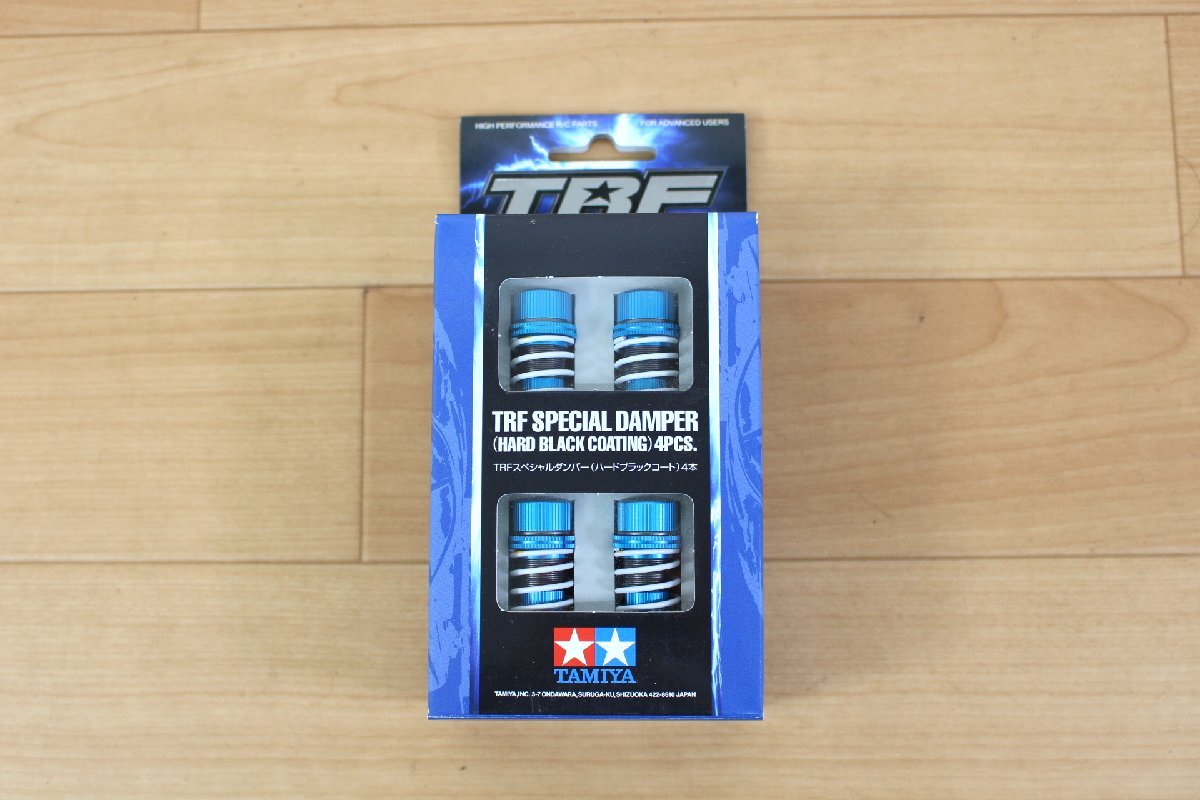 HIGH PERFORMANCE R/C PARTS FOR ADVANCED USERS
TRF
TRF SPECIAL DAMPER
(HARD BLACK COATING) 4PCS.
TRFスペシャルダンパー(ハードブラックコート)4本
TAMIYA
TAMIYA,INC. 3-7 ONDAWARA,SURUGA-KU,SHIZUOKA 422-8610 JAPAN